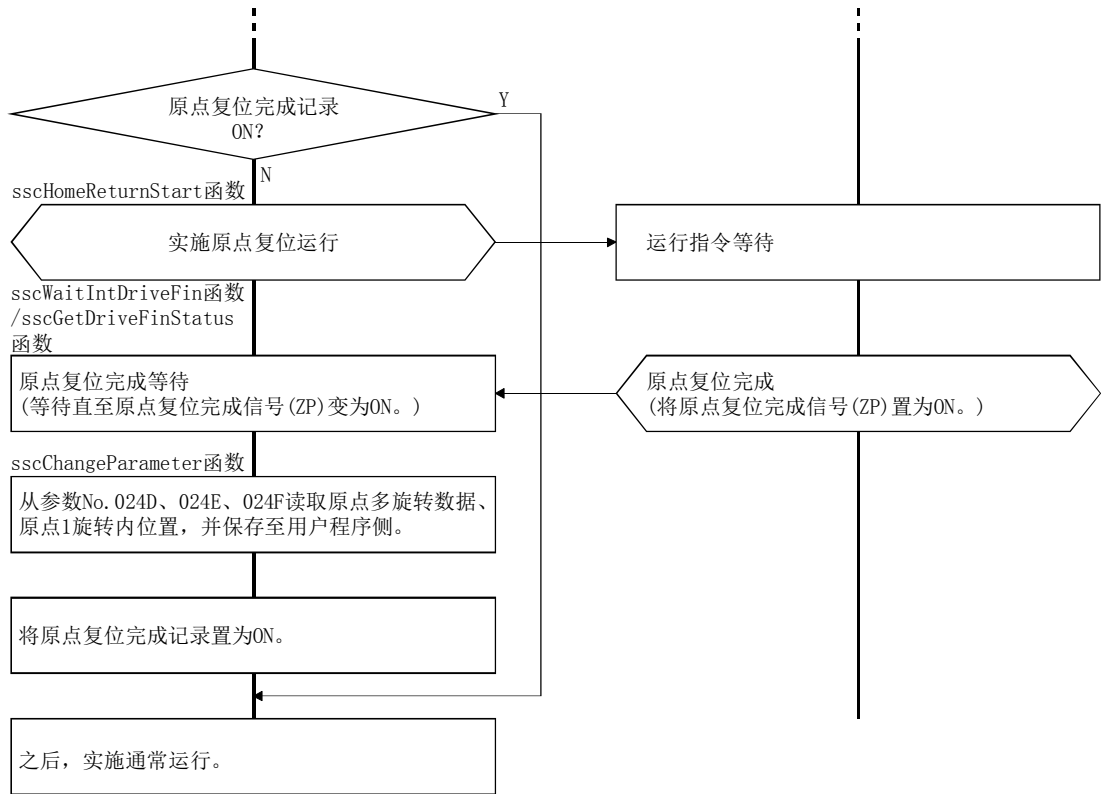 原点复位完成记录
ON?
Y
N
sscHomeReturnStart函数
实施原点复位运行
运行指令等待
sscWaitIntDriveFin函数
/sscGetDriveFinStatus
函数
原点复位完成等待
(等待直至原点复位完成信号(ZP)变为ON。)
原点复位完成
(将原点复位完成信号(ZP)置为ON。)
sscChangeParameter函数
从参数No.024D、024E、024F读取原点多旋转数据、
原点1旋转内位置，并保存至用户程序侧。
将原点复位完成记录置为ON。
之后，实施通常运行。